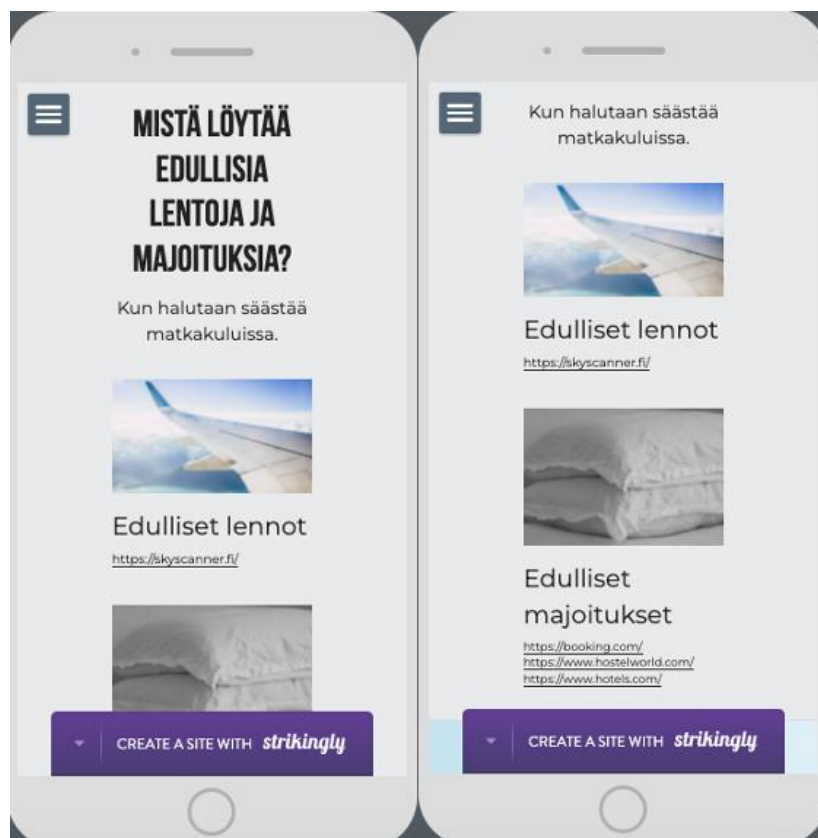 MISTÄ LÖYTÄÄ
EDULLISIA
LENTOJA JA
MAJOITUKSIA?
Kun halutaan säästää
matkakuluissa.
Edulliset lennot
https://skyscanner.fi/
CREATE A SITE WITH strikingly
Kun halutaan säästää
matkakuluissa.
Edulliset lennot
https://skyscanner.fi/
Edulliset
majoitukset
https://booking.com/
https://www.hostelworld.com/
https://www.hotels.com/
CREATE A SITE WITH strikingly